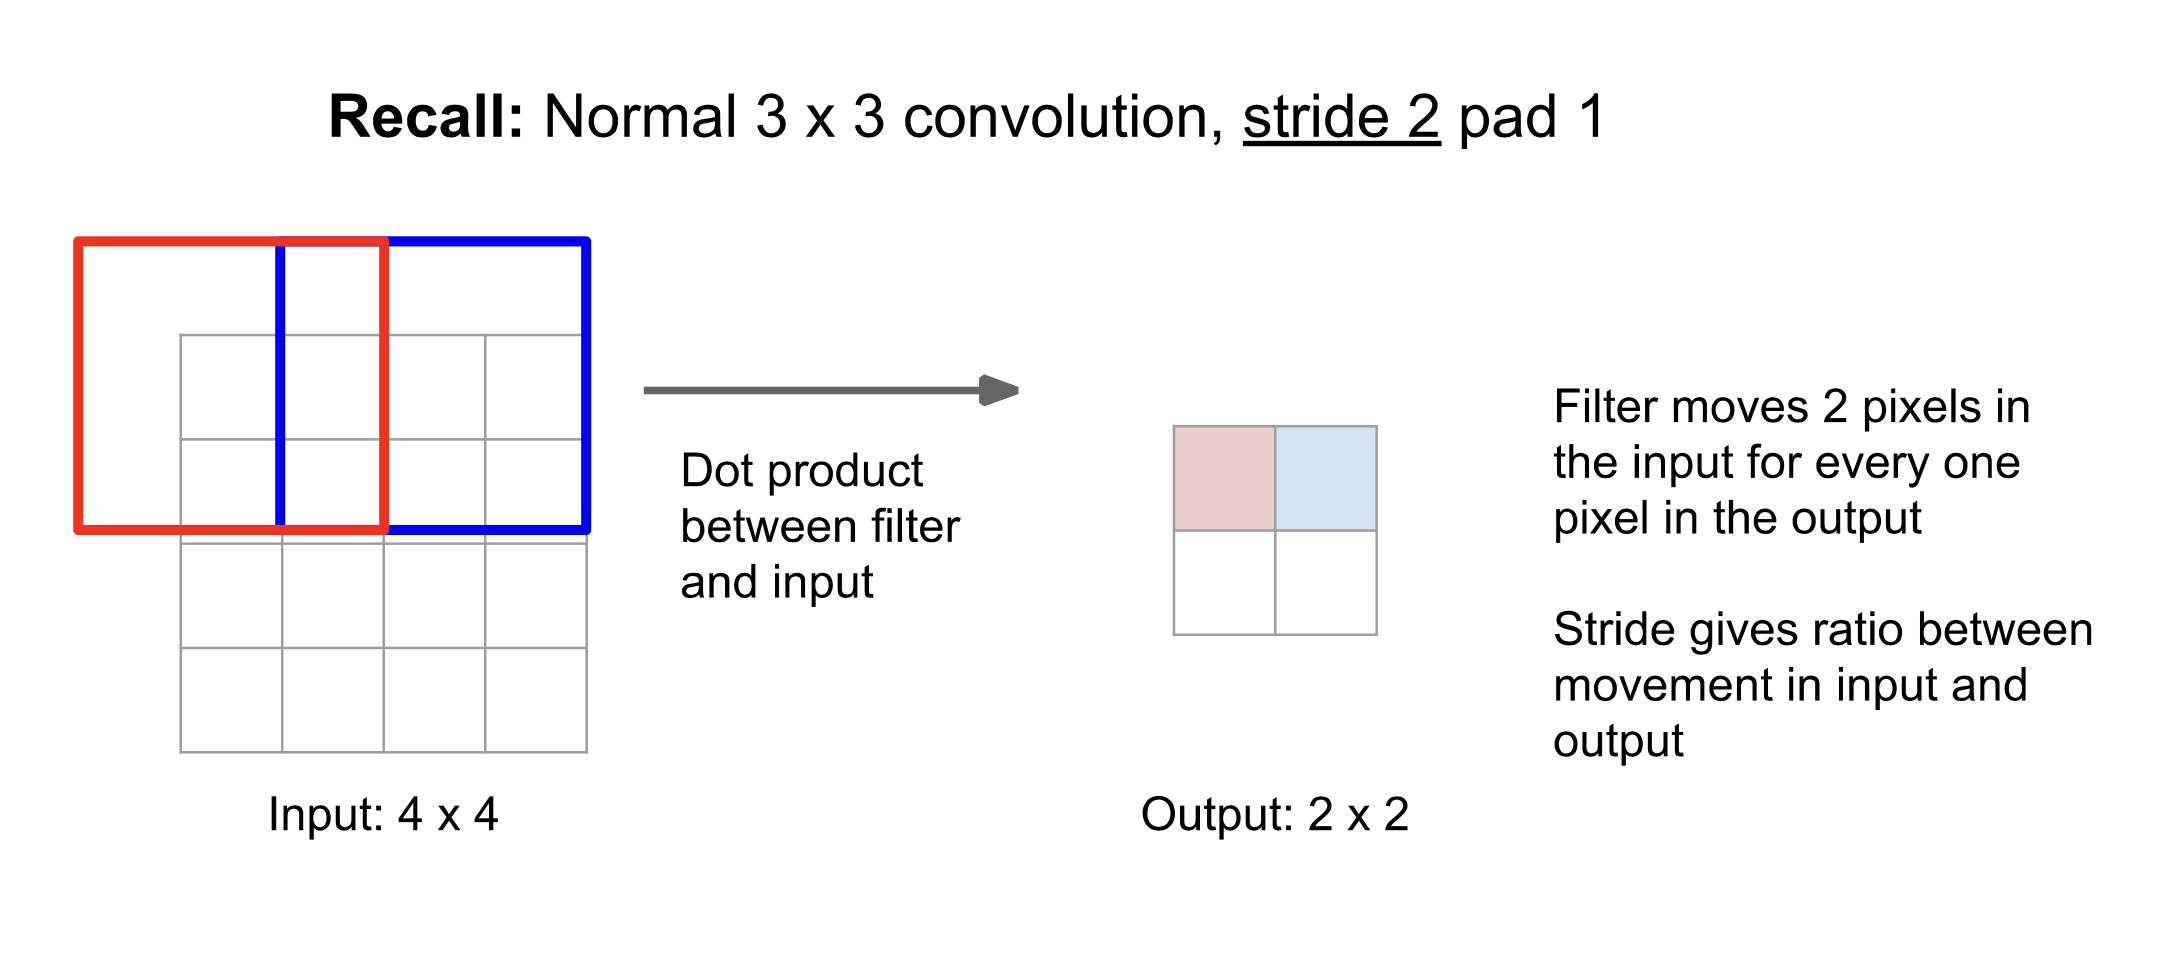 Recall: Normal 3 x 3 convolution, stride 2 pad 1
Dot product
between filter
and input
Filter moves 2 pixels in
the input for every one
pixel in the output
Stride gives ratio between
movement in input and
output
Input: 4 x 4
Output: 2 x 2